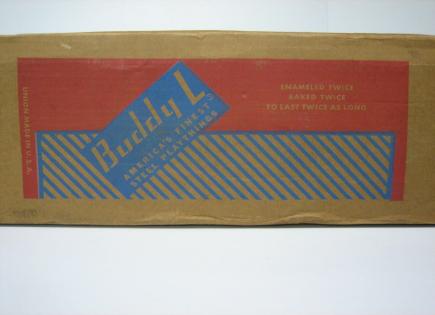 UNION MADE IN U.S.A.
Buddy L
AMERICA'S FINEST
STEEL PLAYTHINGS
ENAMELED TWICE
BAKED TWICE
TO LAST TWICE AS LONG